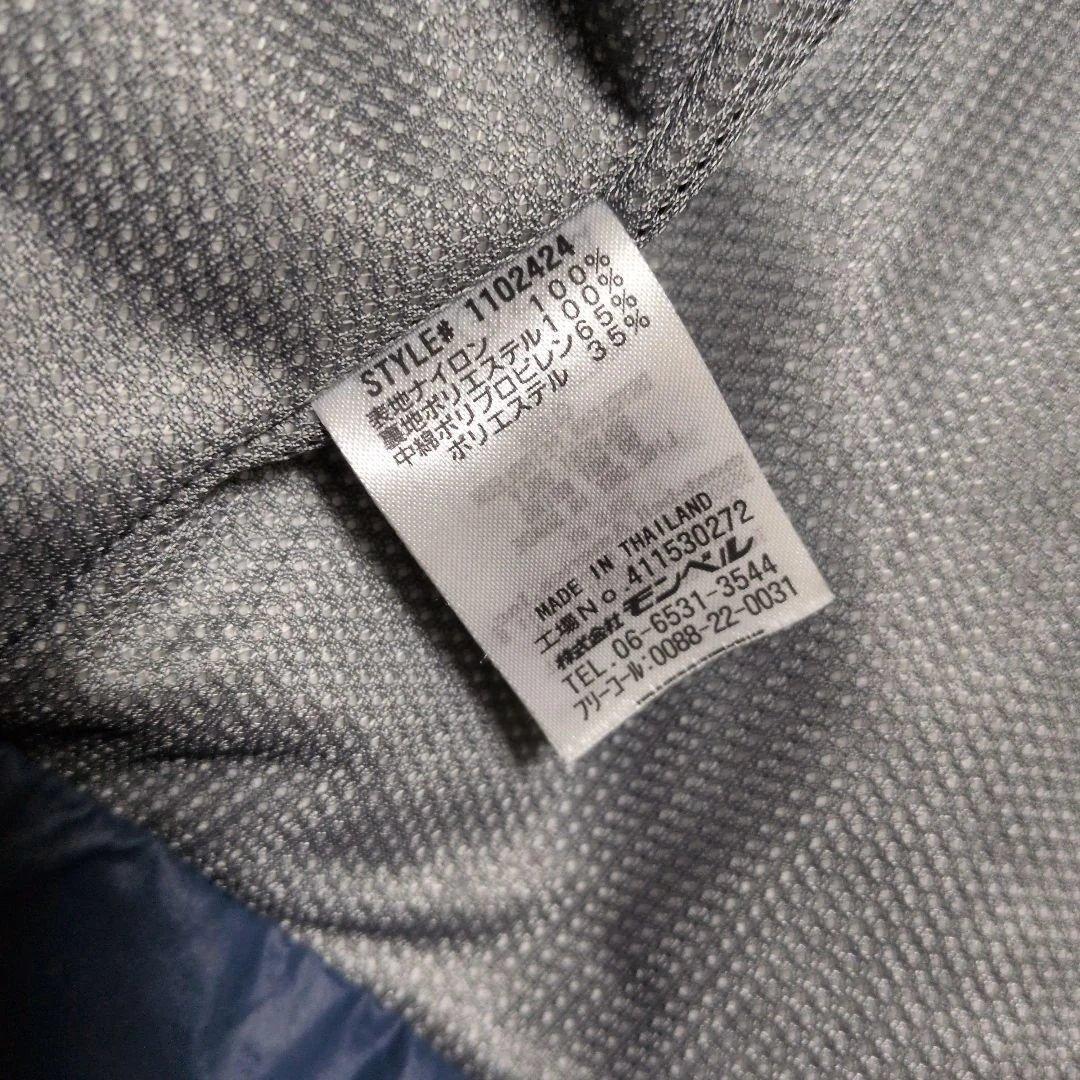 STYLE# 1102424
表地ナイロン 100%
裏地ポリエステル100%
中綿ポリプロピレン65%
ポリエステル 35%
MADE IN THAILAND
工場No.411530272
株式会社モンベル
TEL.06-6531-3544
フリーコール:0088-22-0031